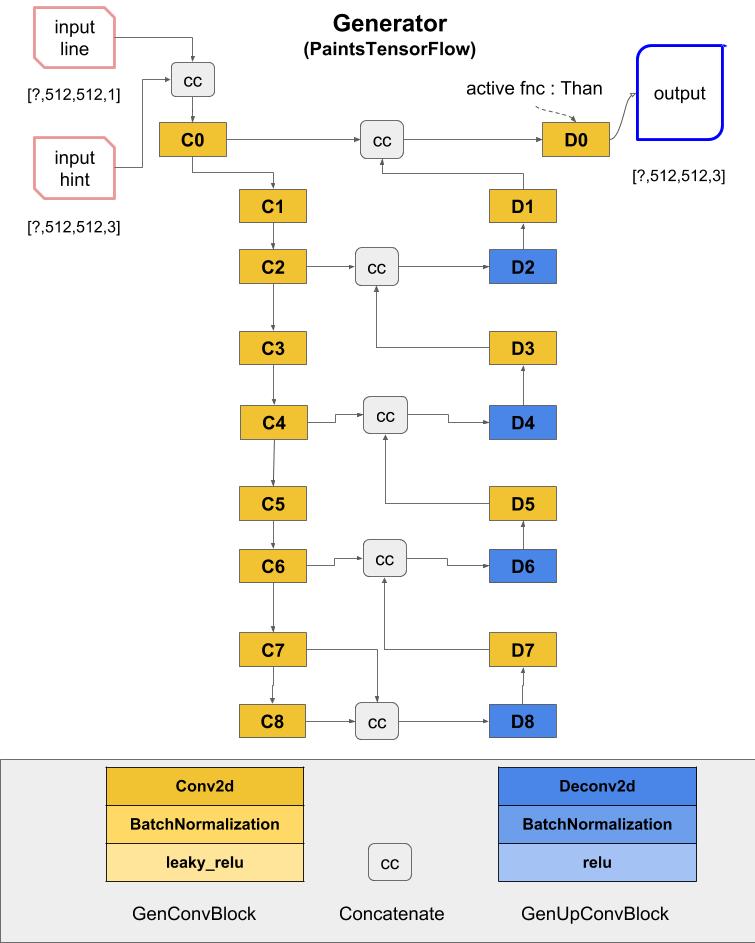 Generator
(PaintsTensorFlow)
input
line
cc
[?,512,512,1]
active fnc : Than
output
C0
cc
D0
input
hint
[?,512,512,3]
[?,512,512,3]
C1
D1
C2
cc
D2
C3
D3
C4
cc
D4
C5
D5
C6
cc
D6
C7
D7
C8
cc
D8
Conv2d
BatchNormalization
leaky_relu
GenConvBlock
cc
Concatenate
Deconv2d
BatchNormalization
relu
GenUpConvBlock